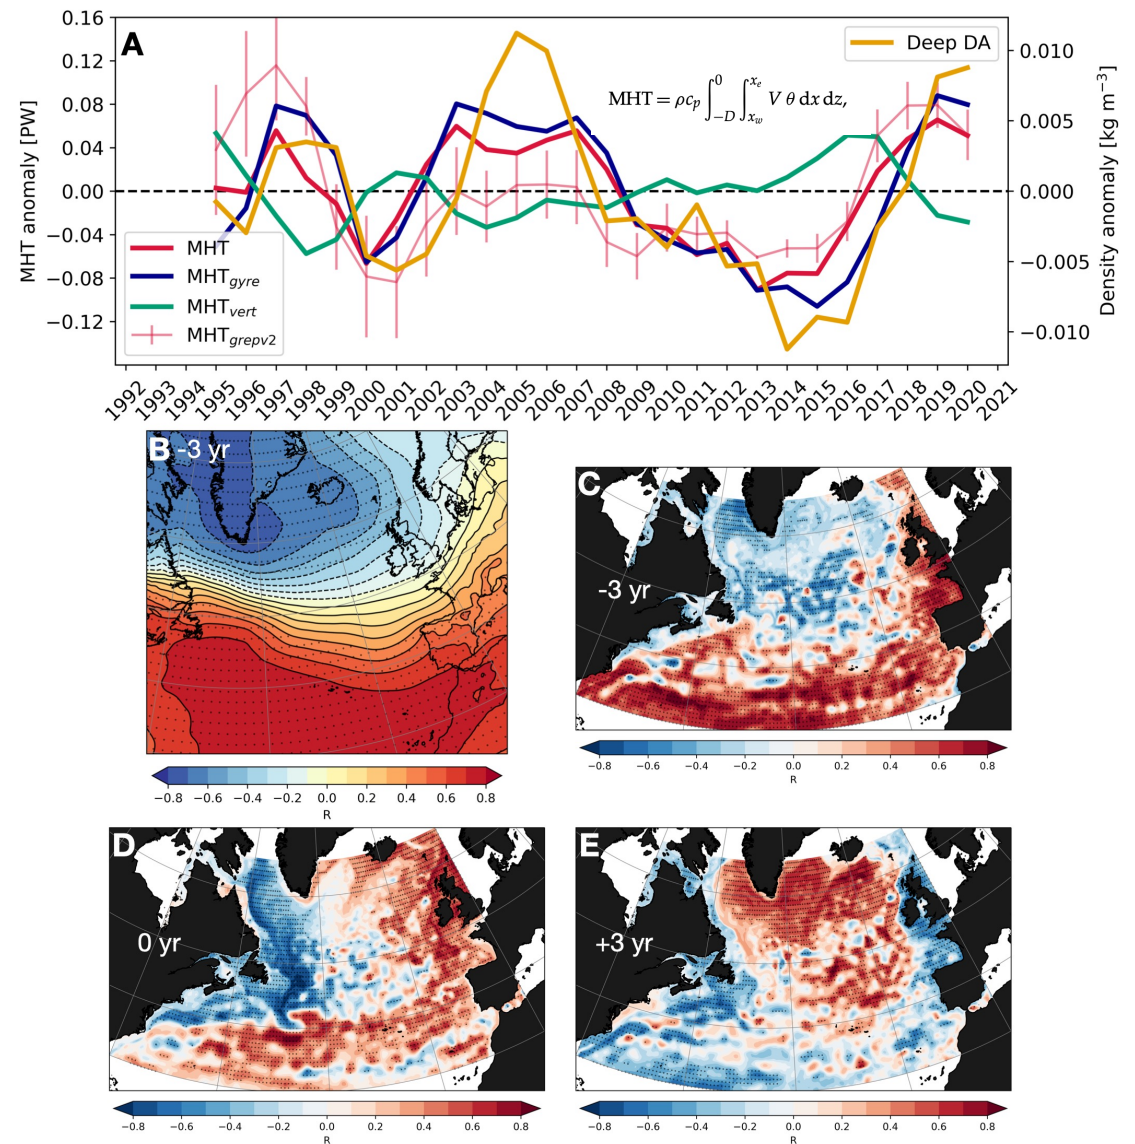 A
Deep DA
MHT = ρc_p ∫_{−D}^{0} ∫_{x_w}^{x_e} V θ dx dz,
MHT anomaly [PW]
0.16
0.12
0.08
0.04
0.00
−0.04
−0.08
−0.12
Density anomaly [kg m⁻³]
0.010
0.005
0.000
−0.005
−0.010
MHT
MHT_gyre
MHT_vert
MHT_grepv2
1992 1993 1994 1995 1996 1997 1998 1999 2000 2001 2002 2003 2004 2005 2006 2007 2008 2009 2010 2011 2012 2013 2014 2015 2016 2017 2018 2019 2020 2021
B -3 yr
−0.8 −0.6 −0.4 −0.2 0.0 0.2 0.4 0.6 0.8
R
C
-3 yr
−0.8 −0.6 −0.4 −0.2 0.0 0.2 0.4 0.6 0.8
R
D
0 yr
−0.8 −0.6 −0.4 −0.2 0.0 0.2 0.4 0.6 0.8
R
E
+3 yr
−0.8 −0.6 −0.4 −0.2 0.0 0.2 0.4 0.6 0.8
R